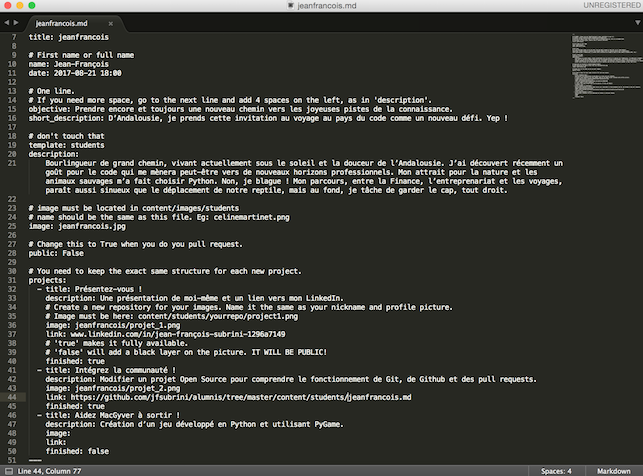 jeanfrancois.md
UNREGISTERED
jeanfrancois.md
7 title: jeanfrancois
8
9 # First name or full name
10 name: Jean-François
11 date: 2017-08-21 18:00
12
13 # One line.
14 # If you need more space, go to the next line and add 4 spaces on the left, as in 'description'.
15 objective: Prendre encore et toujours une nouveau chemin vers les joyeuses pistes de la connaissance.
16 short_description: D’Andalousie, je prends cette invitation au voyage au pays du code comme un nouveau défi. Yep !
17
18 # don't touch that
19 template: students
20 description:
21 Bourlingueur de grand chemin, vivant actuellement sous le soleil et la douceur de l’Andalousie. J’ai découvert récemment un
goût pour le code qui me mènera peut-être vers de nouveaux horizons professionnels. Mon attrait pour la nature et les
animaux sauvages m’a fait choisir Python. Non, je blague ! Mon parcours, entre la Finance, l’entreprenariat et les voyages,
paraît aussi sinueux que le déplacement de notre reptile, mais au fond, je tâche de garder le cap, tout droit.
22
23 # image must be located in content/images/students
24 # name should be the same as this file. Eg: celinemartinet.png
25 image: jeanfrancois.jpg
26
27 # Change this to True when you do you pull request.
28 public: False
29
30 # You need to keep the exact same structure for each new project.
31 projects:
32 - title: Présentez-vous !
33 description: Une présentation de moi-même et un lien vers mon LinkedIn.
34 # Create a new repository for your images. Name it the same as your nickname and profile picture.
35 # Image must be here: content/students/yourrepo/project1.png
36 image: jeanfrancois/projet_1.png
37 link: www.linkedin.com/in/jean-françois-subrini-1296a7149
38 # 'true' makes it fully available.
39 # 'false' will add a black layer on the picture. IT WILL BE PUBLIC!
40 finished: true
41 - title: Intégrez la communauté !
42 description: Modifier un projet Open Source pour comprendre le fonctionnement de Git, de Github et des pull requests.
43 image: jeanfrancois/projet_2.png
44 link: https://github.com/jfsubrini/alumnis/tree/master/content/students/jeanfrancois.md
45 finished: true
46 - title: Aidez MacGyver à sortir !
47 description: Création d’un jeu développé en Python et utilisant PyGame.
48 image:
49 link:
50 finished: false
51 ---
Line 44, Column 77
Spaces: 4
Markdown